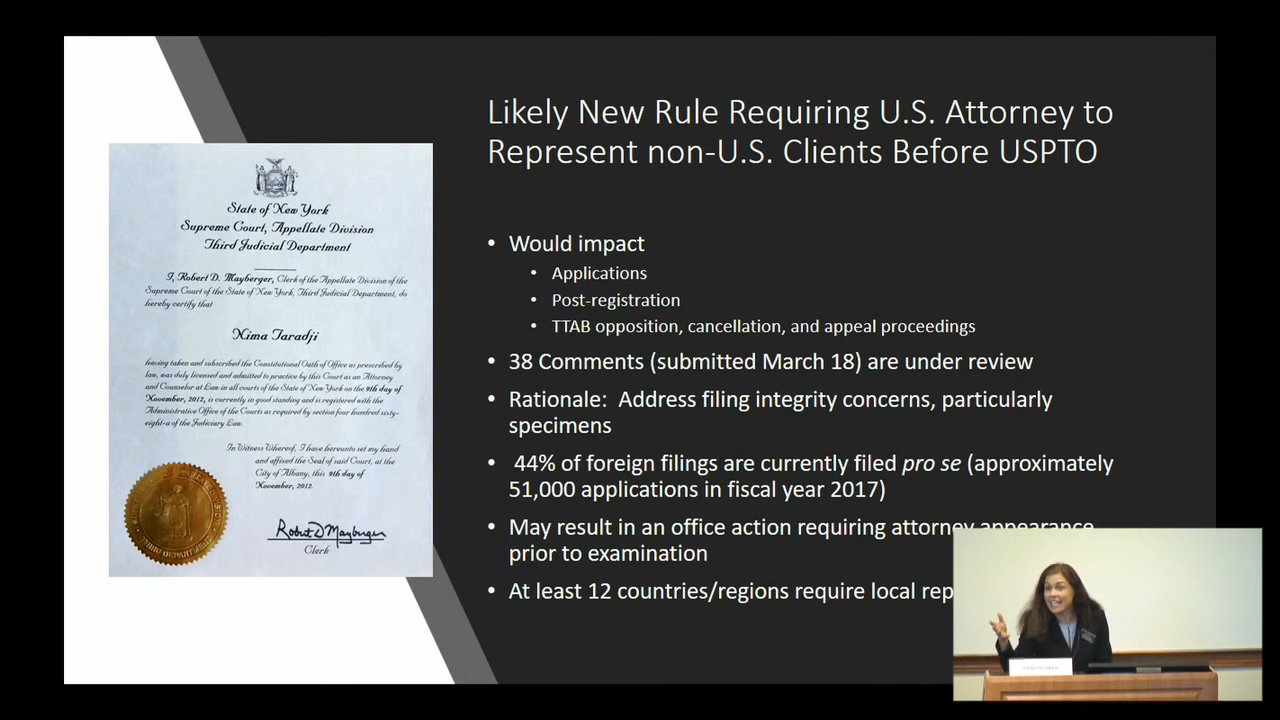 Likely New Rule Requiring U.S. Attorney to
Represent non-U.S. Clients Before USPTO
• Would impact
• Applications
• Post-registration
• TTAB opposition, cancellation, and appeal proceedings
• 38 Comments (submitted March 18) are under review
• Rationale: Address filing integrity concerns, particularly
specimens
• 44% of foreign filings are currently filed pro se (approximately
51,000 applications in fiscal year 2017)
• May result in an office action requiring attorney appearance
prior to examination
• At least 12 countries/regions require local rep
State of New York
Supreme Court, Appellate Division
Third Judicial Department
I, Robert D. Mayberger, Clerk of the Appellate Division of the
Supreme Court of the State of New York, Third Judicial Department, do
hereby certify that
Nima Taradji
having taken and subscribed the Constitutional Oath of Office as prescribed by
law, was duly licensed and admitted to practice by this Court as an Attorney
and Counselor at Law in all courts of the State of New York on the 9th day of
November, 2012, is currently in good standing and is registered with the
Administrative Office of the Courts as required by section four hundred sixty-
eight-a of the Judiciary Law.
In Witness Whereof, I have hereunto set my hand
and affixed the Seal of said Court, at the
City of Albany, this 9th day of
November, 2012.
Robert D Mayberger
Clerk
THIRD DEPARTMENT